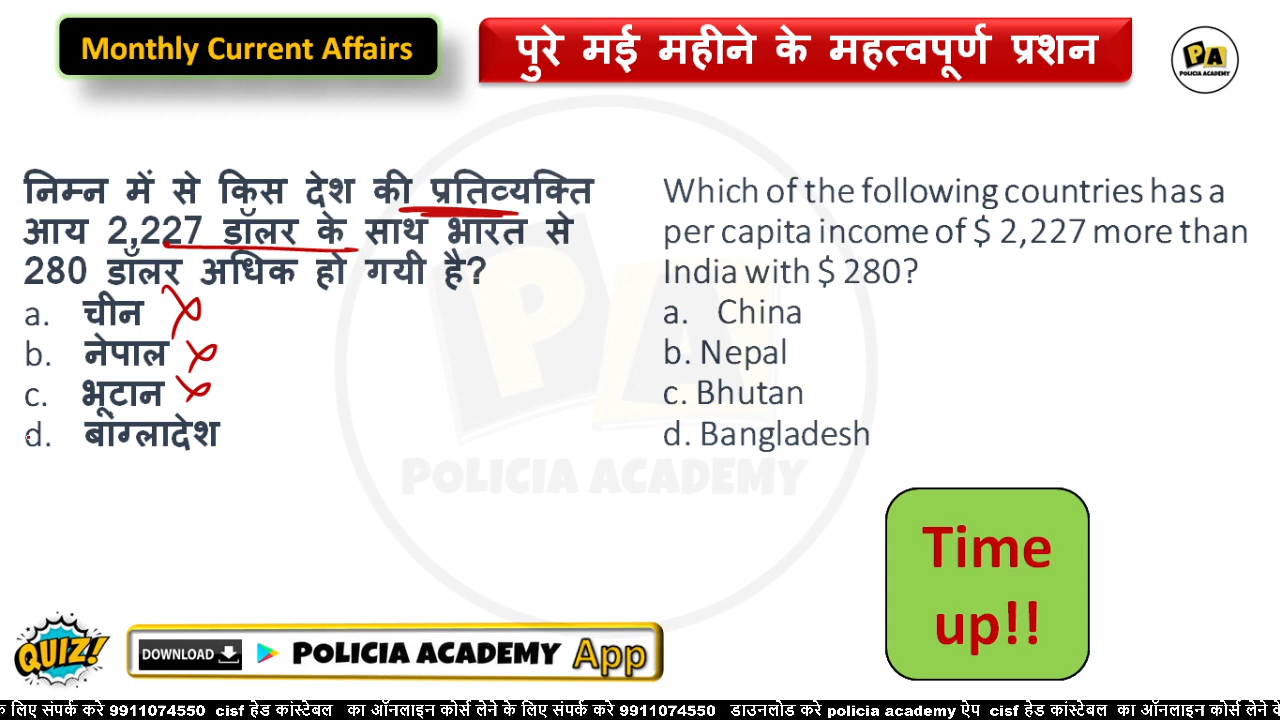 Monthly Current Affairs
पुरे मई महीने के महत्वपूर्ण प्रशन
PA
POLICIA ACADEMY
निम्न में से किस देश की प्रतिव्यक्ति
आय 2,227 डॉलर के साथ भारत से
280 डॉलर अधिक हो गयी है?
a. चीन
b. नेपाल
c. भूटान
d. बांग्लादेश
Which of the following countries has a
per capita income of $ 2,227 more than
India with $ 280?
a. China
b. Nepal
c. Bhutan
d. Bangladesh
PA
POLICIA ACADEMY
Time
up!!
QUIZ!
DOWNLOAD
POLICIA ACADEMY App
के लिए संपर्क करे 9911074550 cisf हेड कांस्टेबल का ऑनलाइन कोर्स लेने के लिए संपर्क करे 9911074550 डाउनलोड करे policia academy ऐप cisf हेड कांस्टेबल का ऑनलाइन कोर्स लेने